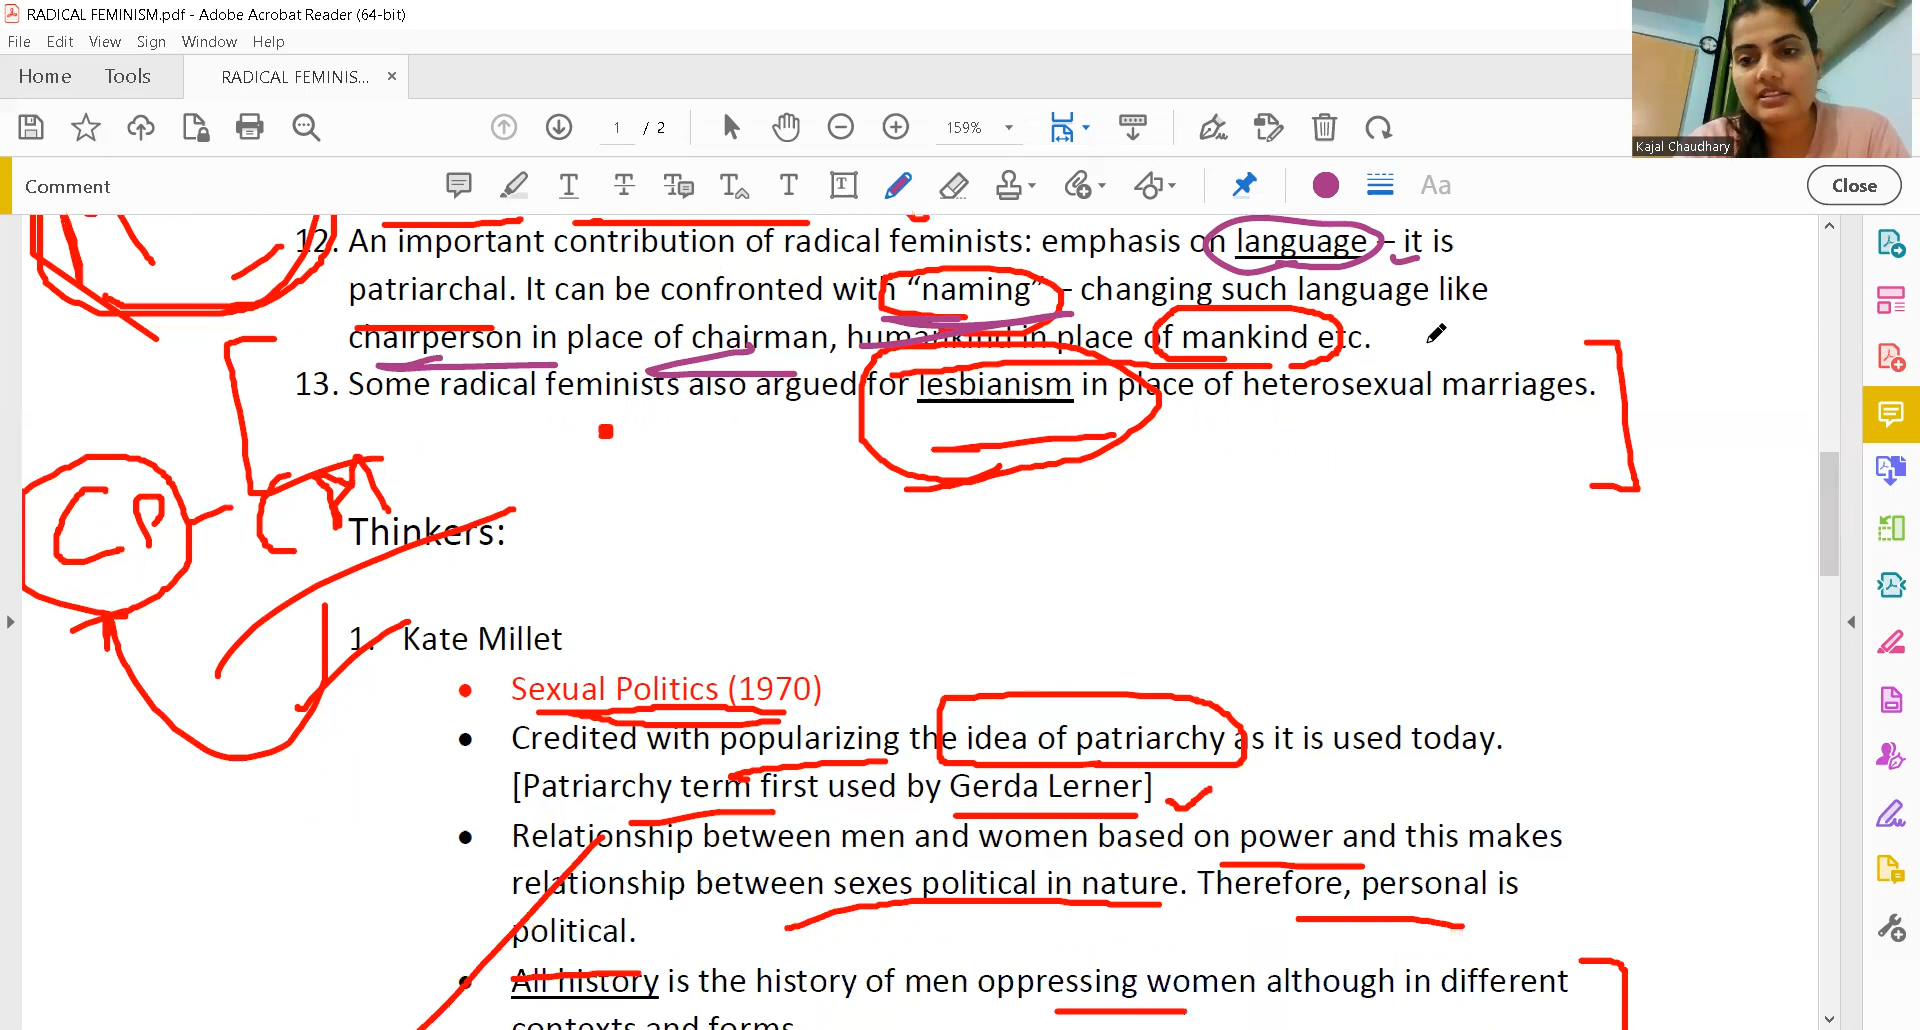 RADICAL FEMINISM.pdf - Adobe Acrobat Reader (64-bit)
File Edit View Sign Window Help
Home Tools RADICAL FEMINIS... ×
1 / 2 159%
Kajal Chaudhary
Comment
Aa
Close
12. An important contribution of radical feminists: emphasis on language – it is
patriarchal. It can be confronted with “naming” – changing such language like
chairperson in place of chairman, humankind in place of mankind etc.
13. Some radical feminists also argued for lesbianism in place of heterosexual marriages.
CP
Thinkers:
1. Kate Millet
• Sexual Politics (1970)
• Credited with popularizing the idea of patriarchy as it is used today.
[Patriarchy term first used by Gerda Lerner]
• Relationship between men and women based on power and this makes
relationship between sexes political in nature. Therefore, personal is
political.
• All history is the history of men oppressing women although in different
contexts and forms